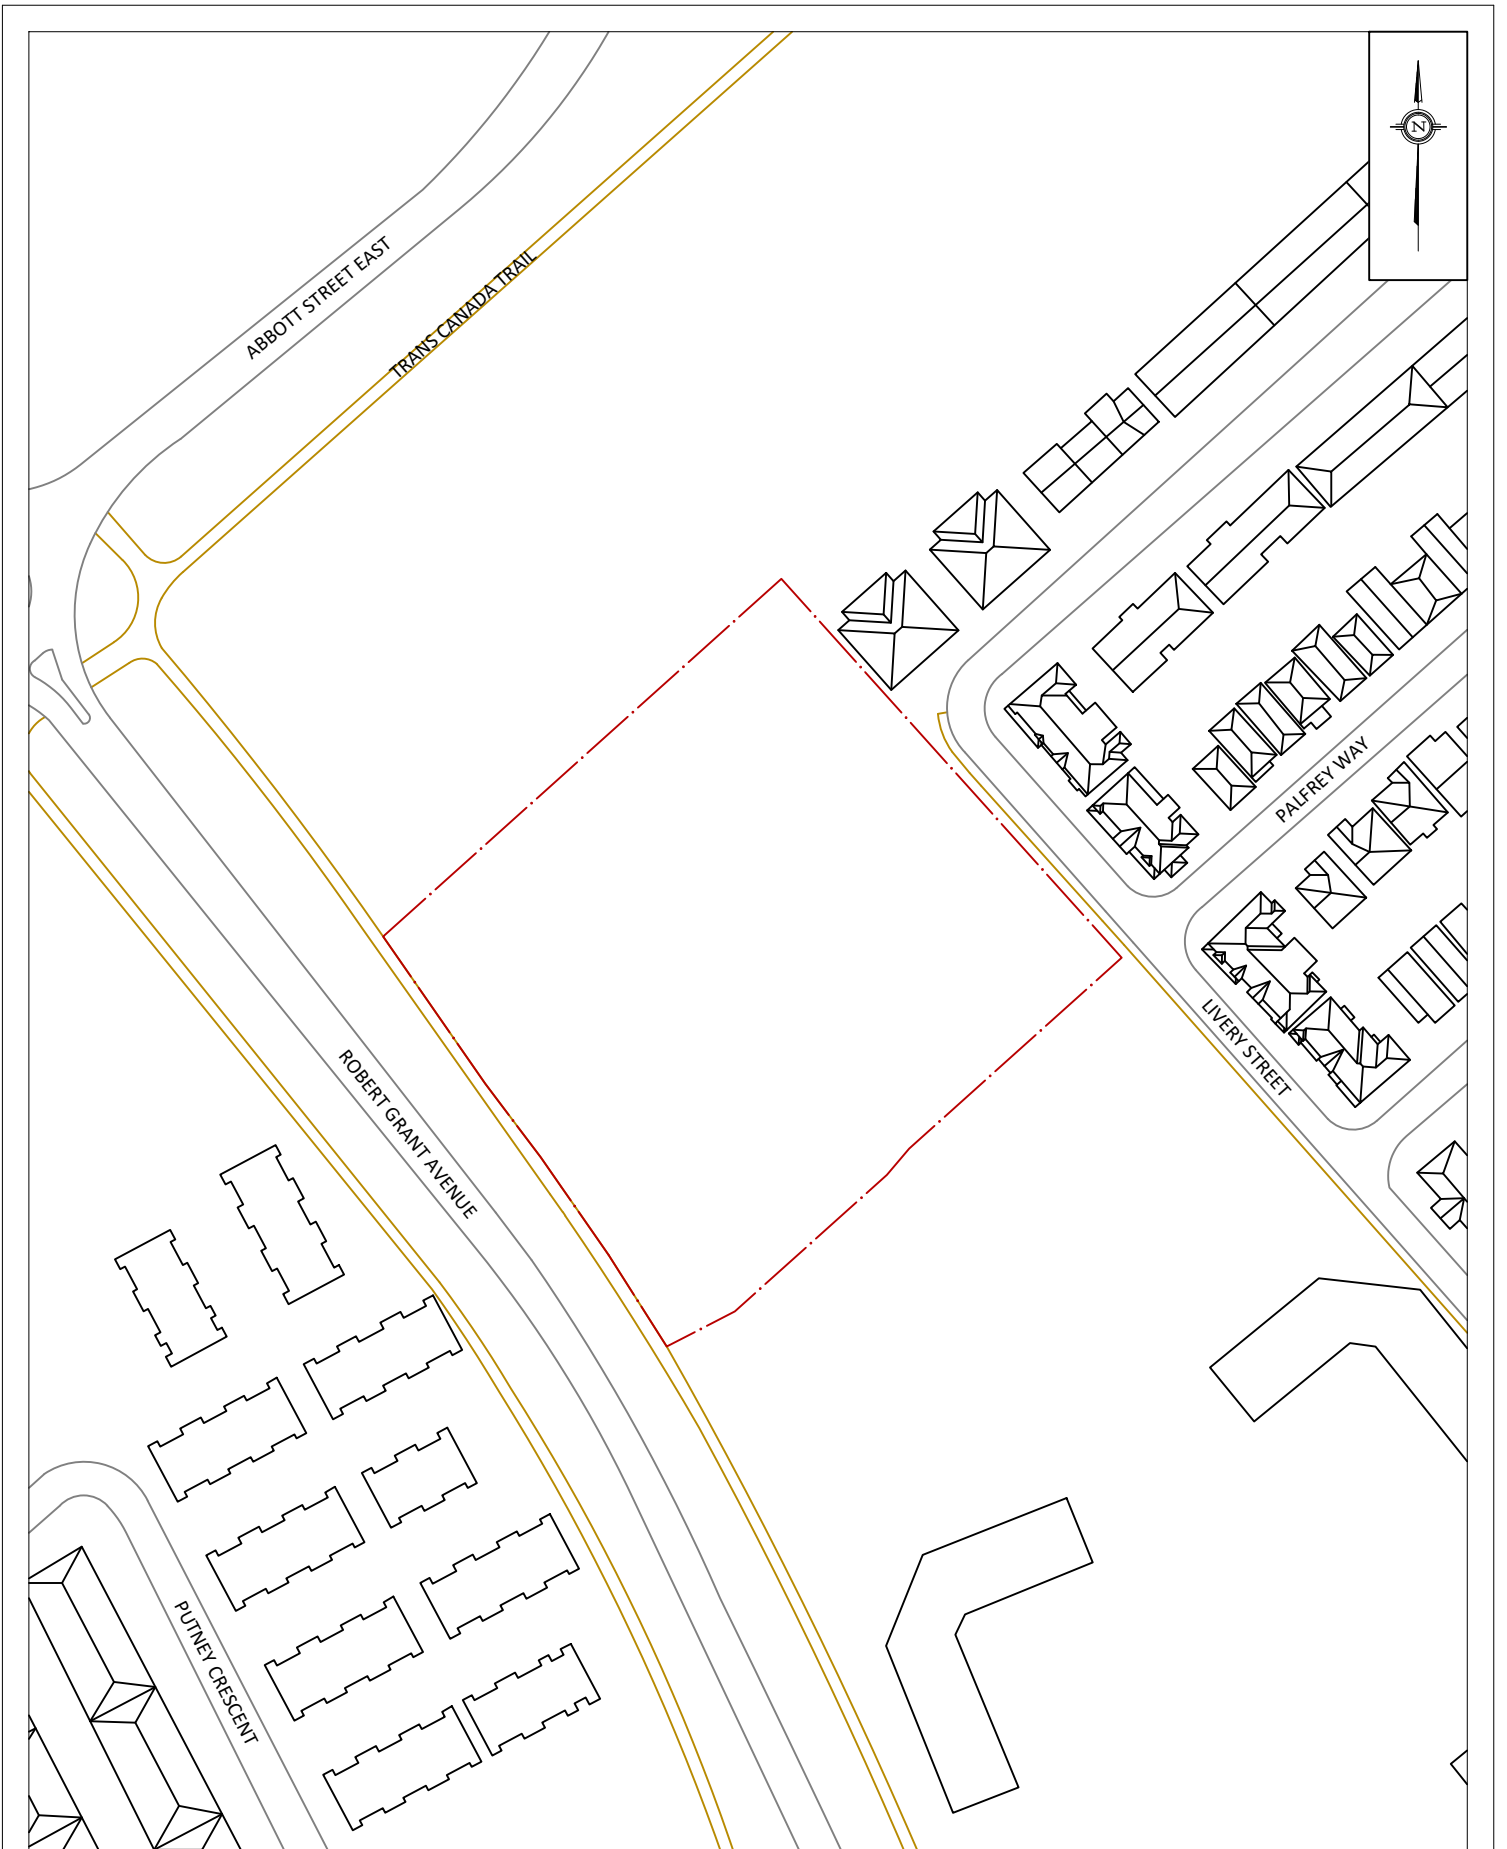 N
ABBOTT STREET EAST
TRANS CANADA TRAIL
PALFREY WAY
LIVERY STREET
ROBERT GRANT AVENUE
PUTNEY CRESCENT